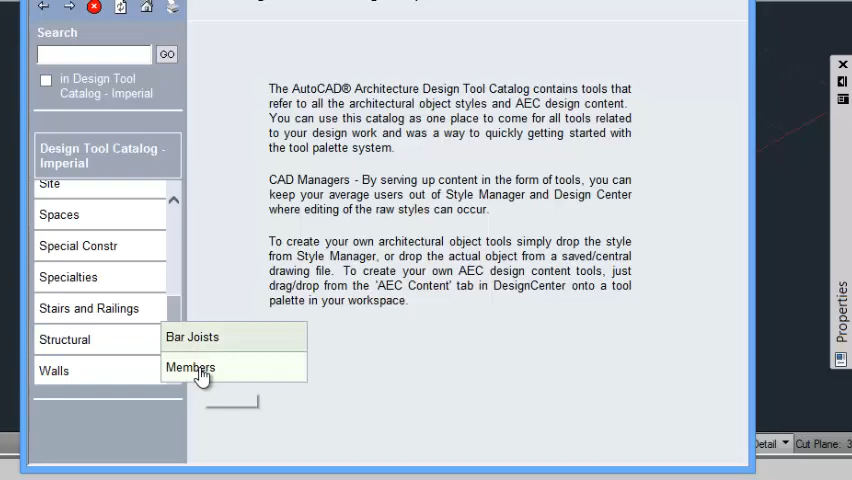 Search
GO
in Design Tool
Catalog - Imperial
Design Tool Catalog -
Imperial
Site
Spaces
Special Constr
Specialties
Stairs and Railings
Structural
Walls
Bar Joists
Members
The AutoCAD® Architecture Design Tool Catalog contains tools that
refer to all the architectural object styles and AEC design content.
You can use this catalog as one place to come for all tools related
to your design work and was a way to quickly getting started with
the tool palette system.
CAD Managers - By serving up content in the form of tools, you can
keep your average users out of Style Manager and Design Center
where editing of the raw styles can occur.
To create your own architectural object tools simply drop the style
from Style Manager, or drop the actual object from a saved/central
drawing file. To create your own AEC design content tools, just
drag/drop from the 'AEC Content' tab in DesignCenter onto a tool
palette in your workspace.
Properties
Detail
Cut Plane: 3